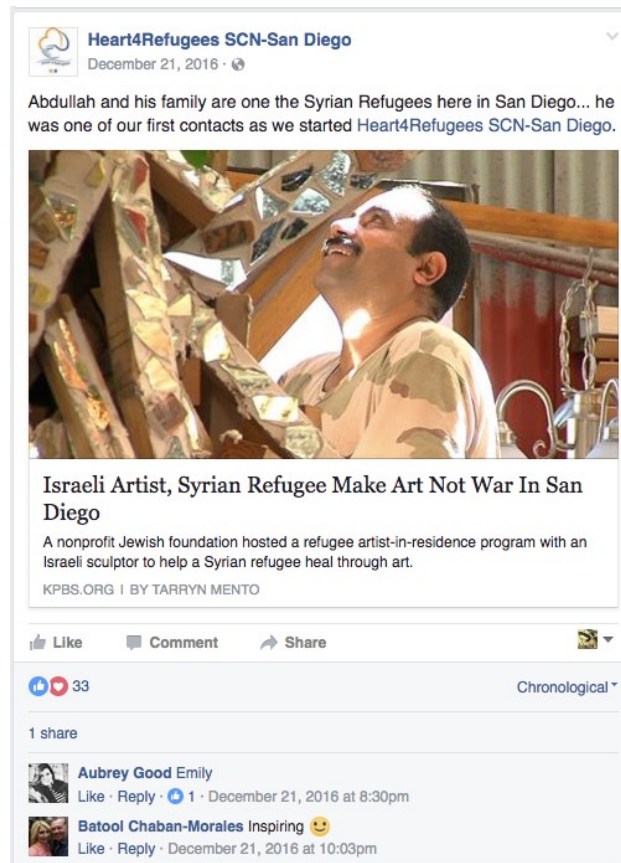 Heart4Refugees SCN-San Diego
December 21, 2016 ·
Abdullah and his family are one the Syrian Refugees here in San Diego... he
was one of our first contacts as we started Heart4Refugees SCN-San Diego.
Israeli Artist, Syrian Refugee Make Art Not War In San
Diego
A nonprofit Jewish foundation hosted a refugee artist-in-residence program with an
Israeli sculptor to help a Syrian refugee heal through art.
KPBS.ORG | BY TARRYN MENTO
Like Comment Share
33 Chronological
1 share
Aubrey Good Emily
Like · Reply · 1 · December 21, 2016 at 8:30pm
Batool Chaban-Morales Inspiring 🙂
Like · Reply · December 21, 2016 at 10:03pm